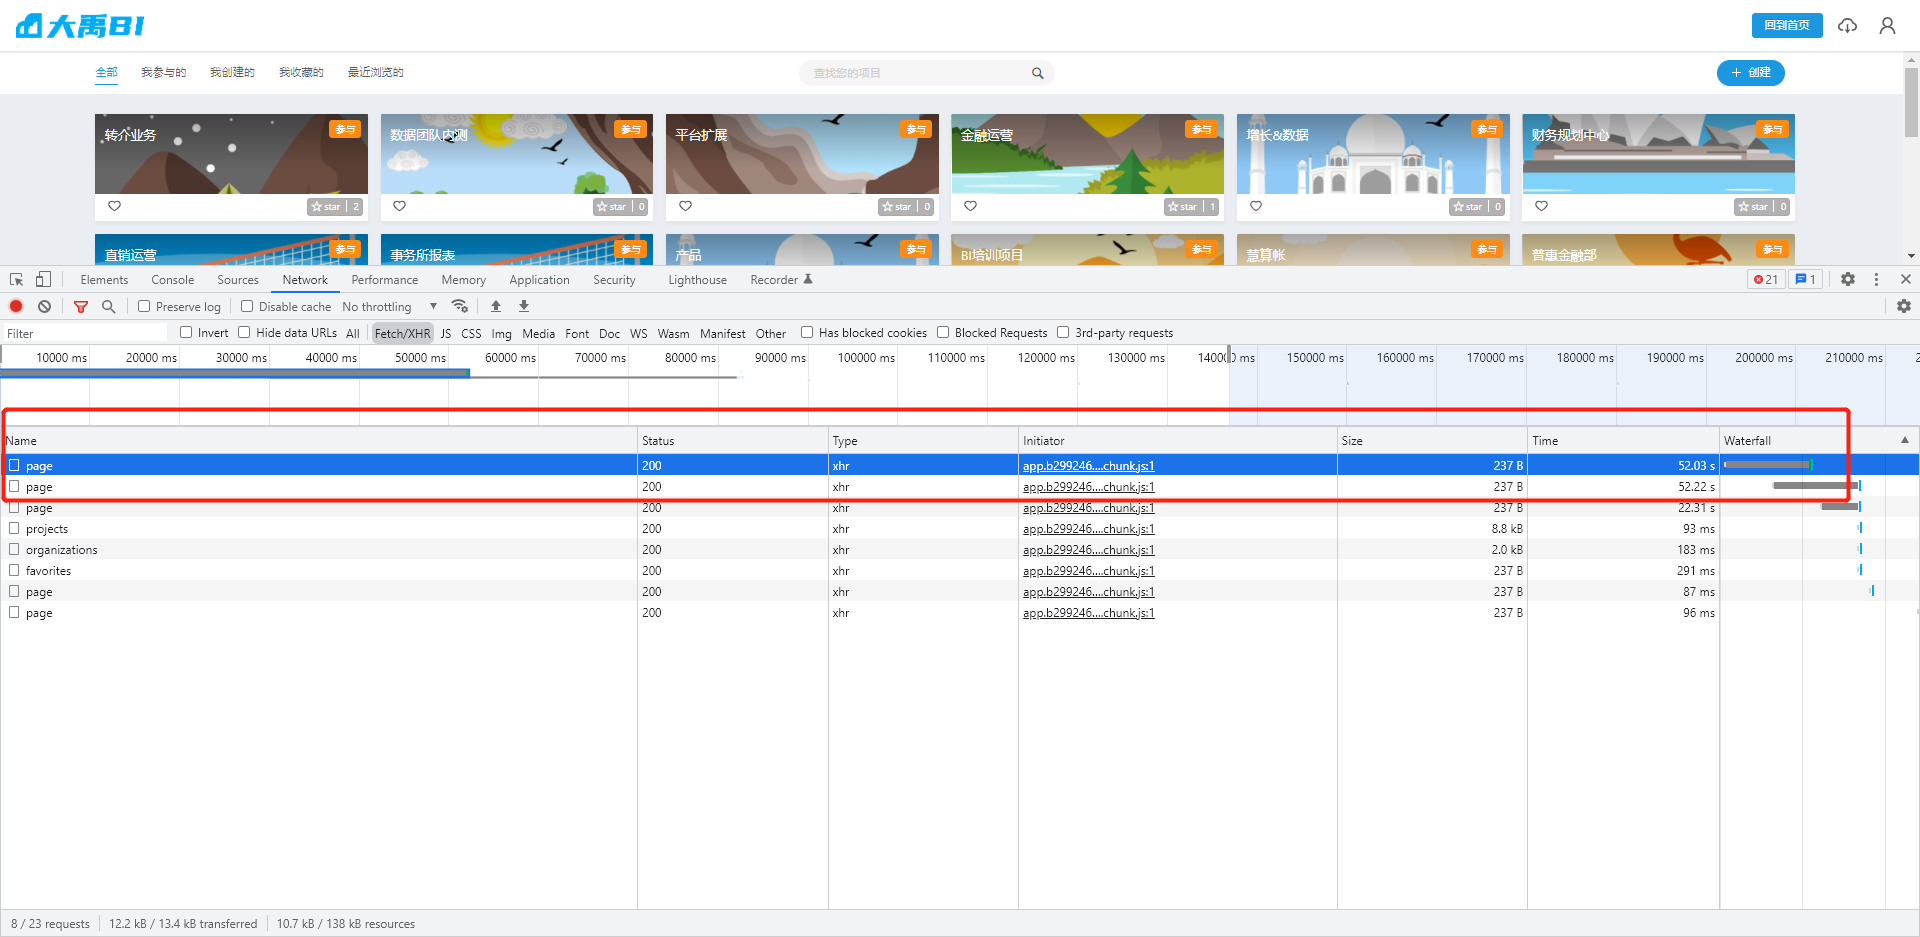 大禹BI
回到首页
全部 我参与的 我创建的 我收藏的 最近浏览的 查找您的项目 + 创建
转介业务 参与 数据团队内测 参与 平台扩展 参与 金融运营 参与 增长&数据 参与 财务规划中心 参与
star 2 star 0 star 0 star 1 star 0 star 0
直销运营 参与 事务所报表 参与 产品 参与 BI培训项目 参与 慧算帐 参与 普惠金融部 参与
Elements Console Sources Network Performance Memory Application Security Lighthouse Recorder 21 1
Preserve log Disable cache No throttling
Filter Invert Hide data URLs All Fetch/XHR JS CSS Img Media Font Doc WS Wasm Manifest Other Has blocked cookies Blocked Requests 3rd-party requests
10000 ms 20000 ms 30000 ms 40000 ms 50000 ms 60000 ms 70000 ms 80000 ms 90000 ms 100000 ms 110000 ms 120000 ms 130000 ms 140000 ms 150000 ms 160000 ms 170000 ms 180000 ms 190000 ms 200000 ms 210000 ms 2
Name Status Type Initiator Size Time Waterfall
page 200 xhr app.b299246....chunk.js:1 237 B 52.03 s
page 200 xhr app.b299246....chunk.js:1 237 B 52.22 s
page 200 xhr app.b299246....chunk.js:1 237 B 22.31 s
projects 200 xhr app.b299246....chunk.js:1 8.8 kB 93 ms
organizations 200 xhr app.b299246....chunk.js:1 2.0 kB 183 ms
favorites 200 xhr app.b299246....chunk.js:1 237 B 291 ms
page 200 xhr app.b299246....chunk.js:1 237 B 87 ms
page 200 xhr app.b299246....chunk.js:1 237 B 96 ms
8 / 23 requests 12.2 kB / 13.4 kB transferred 10.7 kB / 138 kB resources